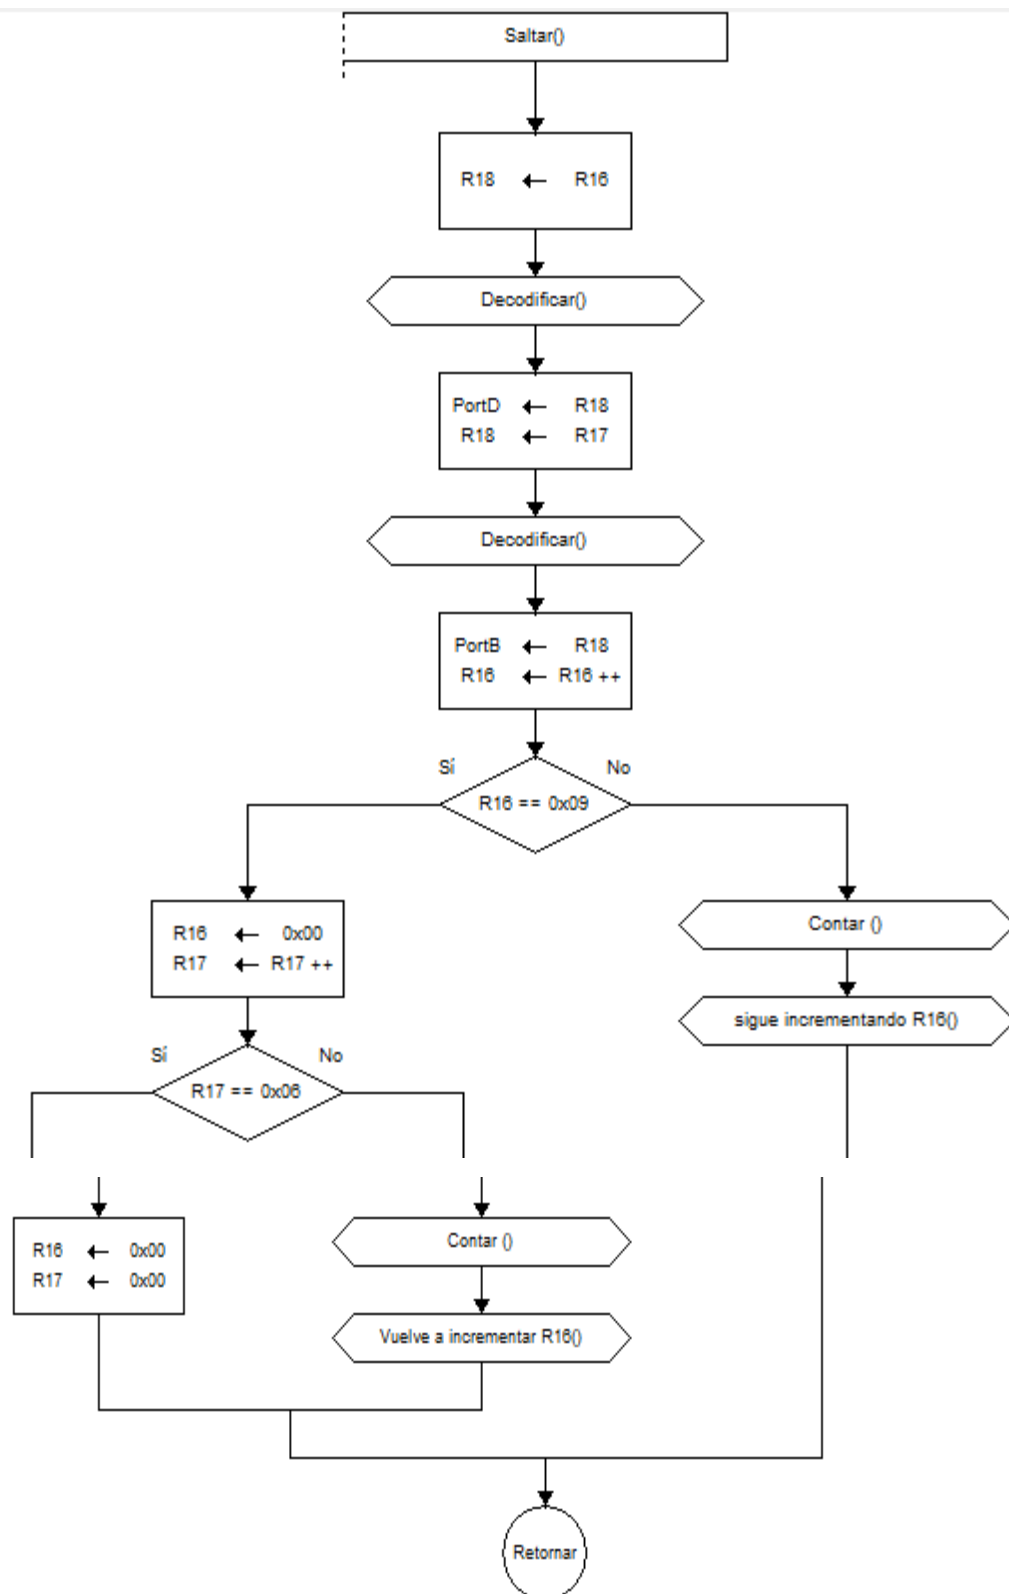 Saltar()
R18 ← R16
Decodificar()
PortD ← R18
R18 ← R17
Decodificar()
PortB ← R18
R16 ← R16 ++
Sí No
R16 == 0x09
R16 ← 0x00
R17 ← R17 ++
Contar ()
sigue incrementando R16()
Sí No
R17 == 0x06
R16 ← 0x00
R17 ← 0x00
Contar ()
Vuelve a incrementar R16()
Retornar